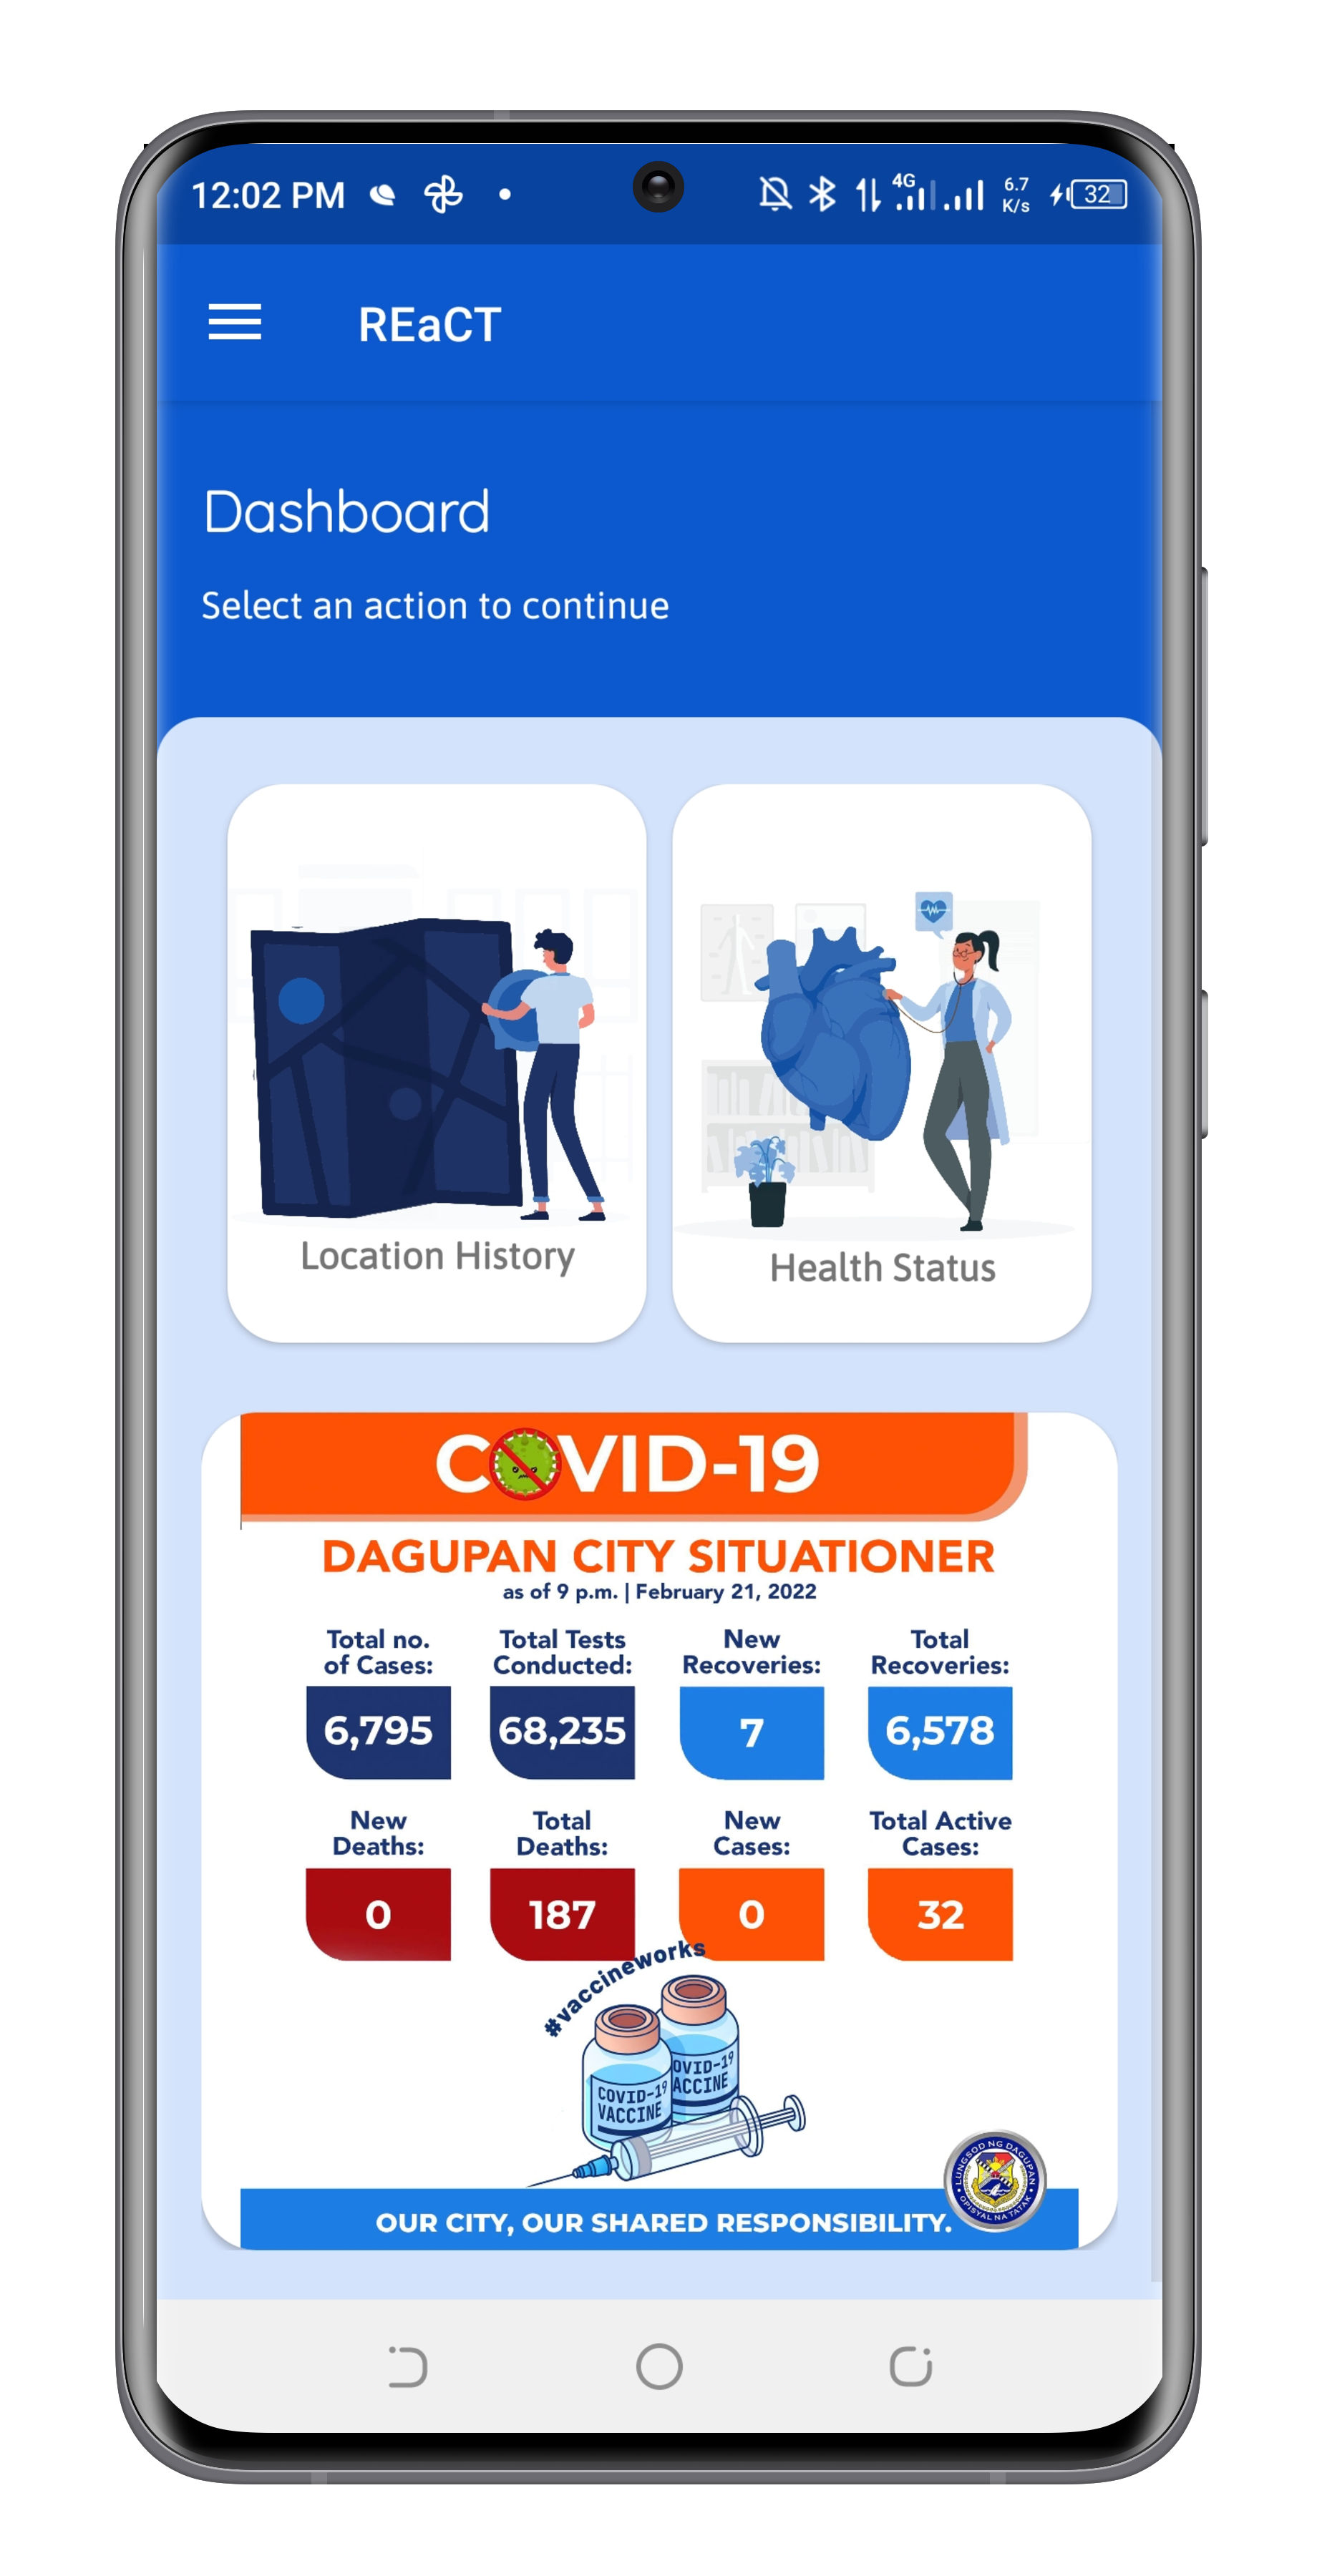 12:02 PM
4G
6.7
K/s
32
REaCT
Dashboard
Select an action to continue
Location History
Health Status
COVID-19
DAGUPAN CITY SITUATIONER
as of 9 p.m. | February 21, 2022
Total no.
of Cases:
6,795
Total Tests
Conducted:
68,235
New
Recoveries:
7
Total
Recoveries:
6,578
New
Deaths:
0
Total
Deaths:
187
New
Cases:
0
Total Active
Cases:
32
#vaccineworks
COVID-19
VACCINE
OVID-19
ACCINE
LUNGSOD NG DAGUPAN
OPISYAL NA TATAK
OUR CITY, OUR SHARED RESPONSIBILITY.